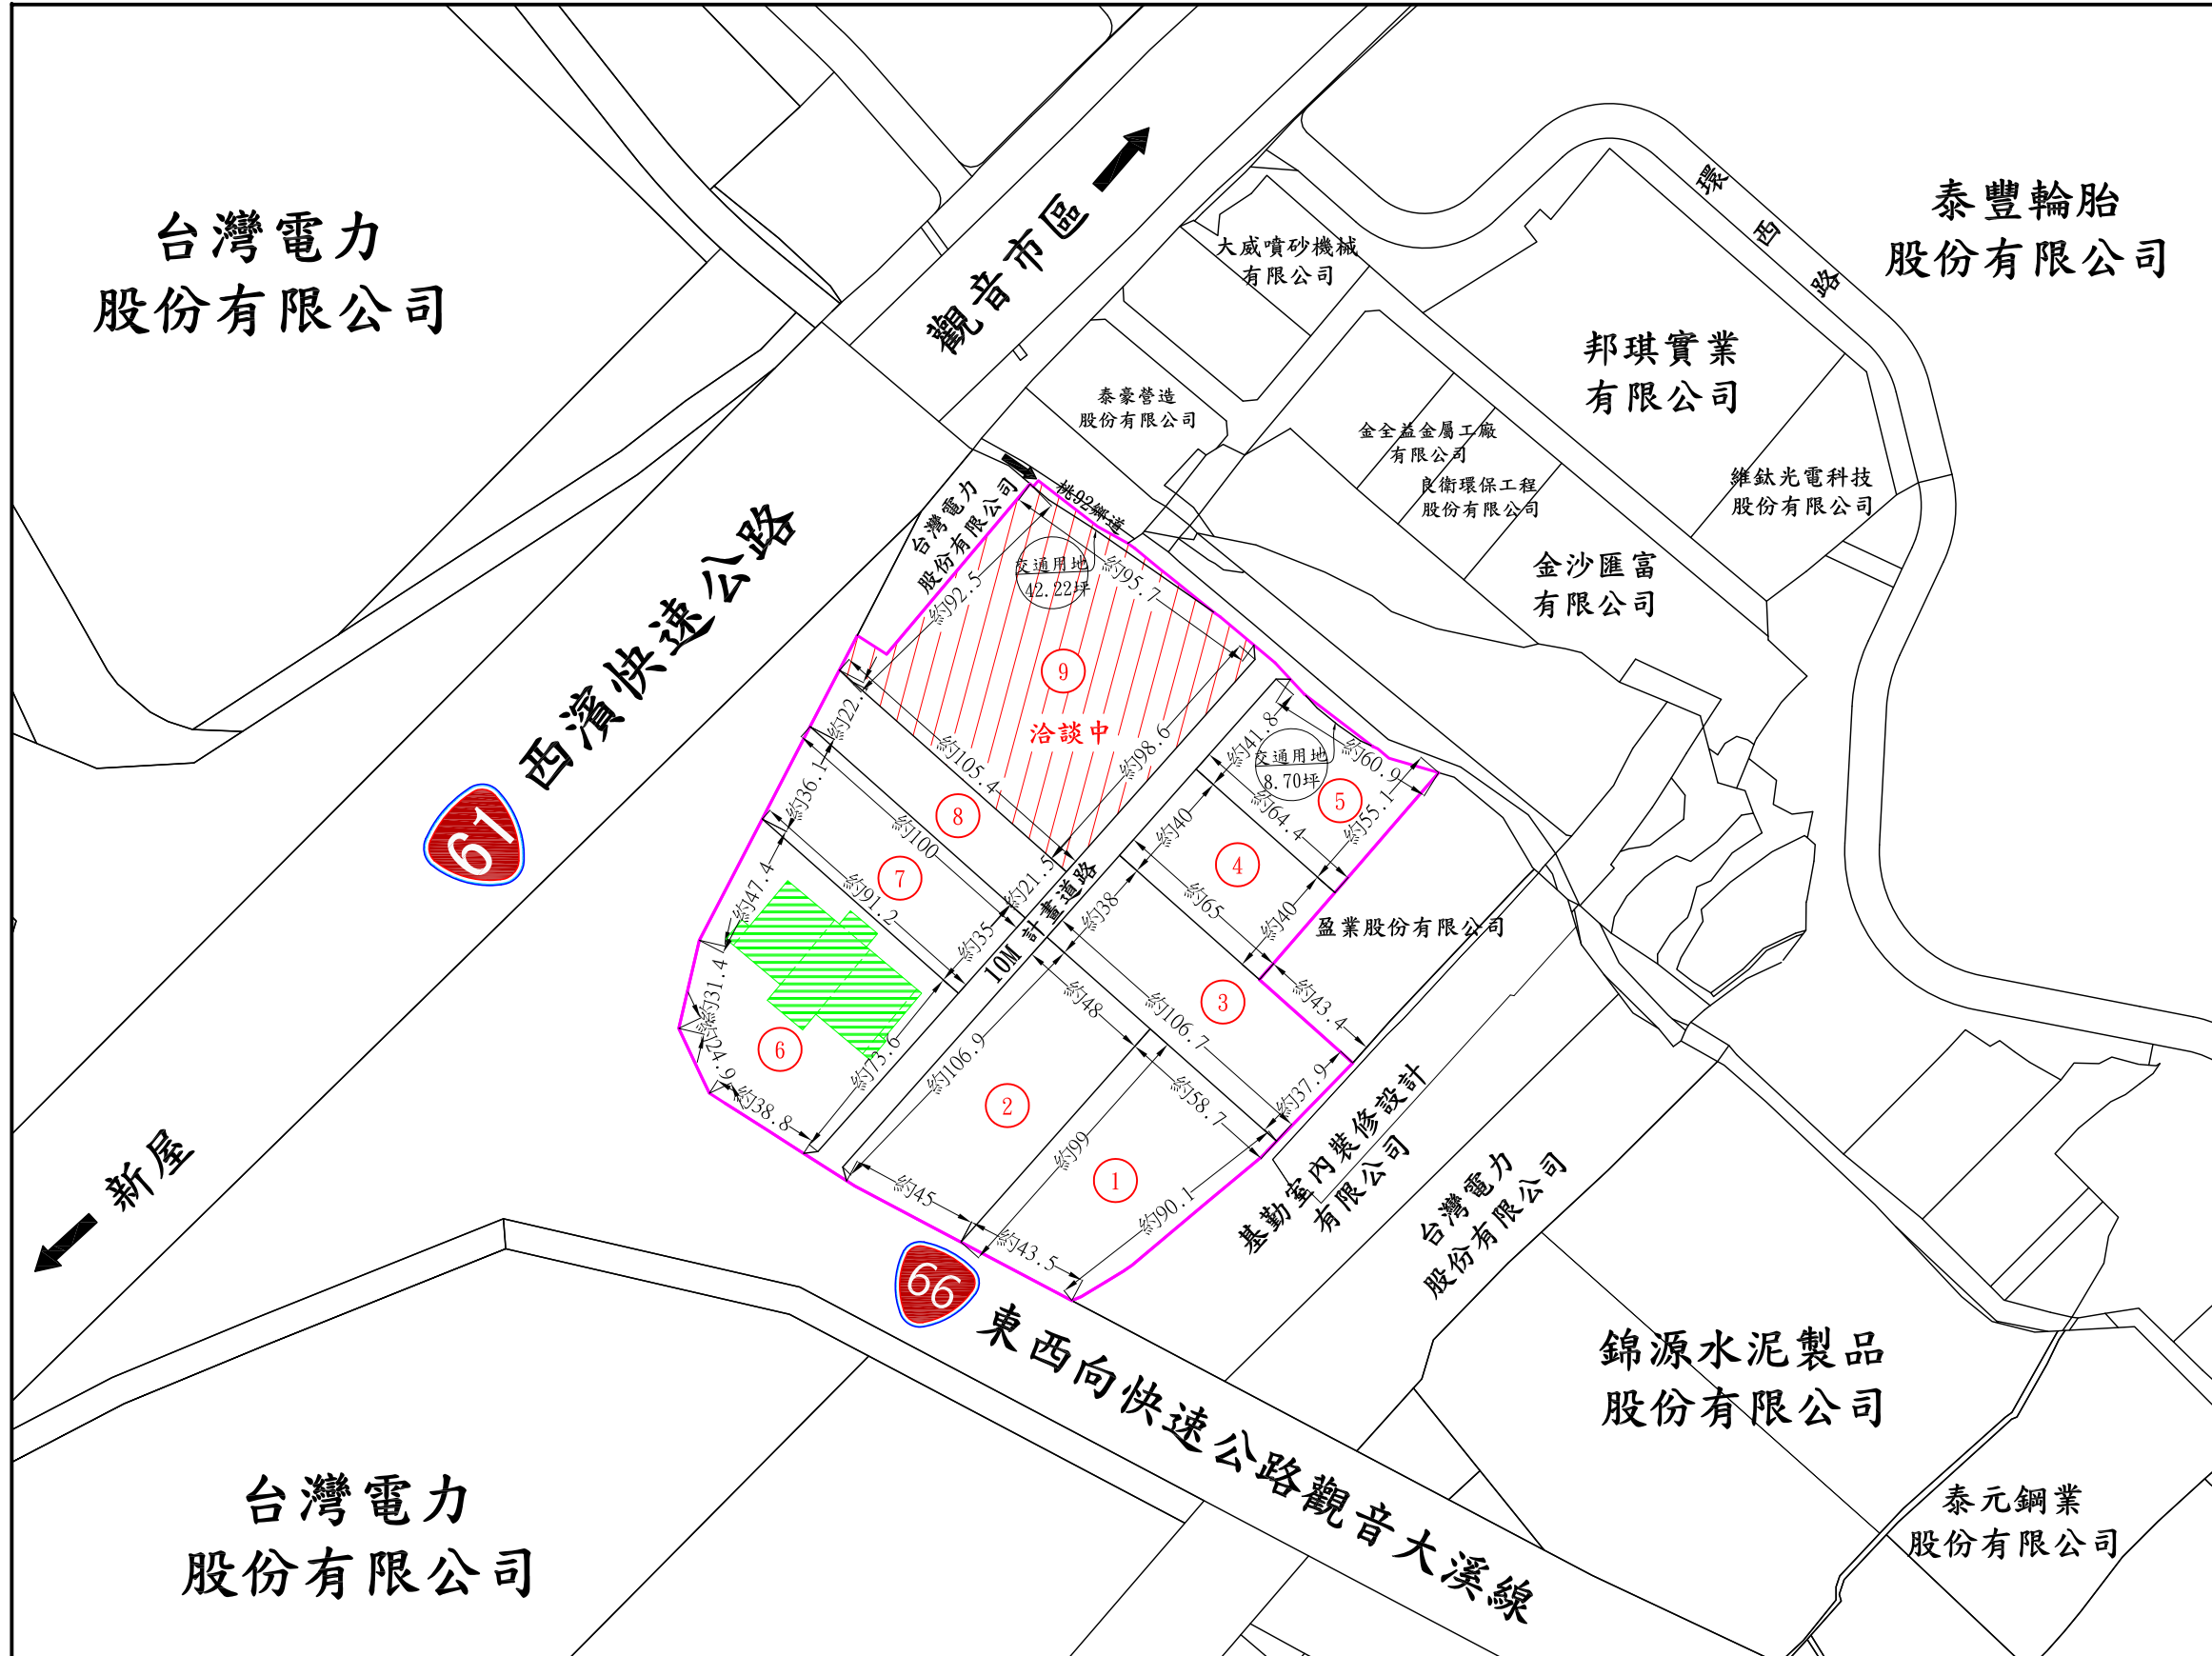 台灣電力
股份有限公司
觀音市區
大威噴砂機械
有限公司
環西路
泰豐輪胎
股份有限公司
邦琪實業
有限公司
泰豪營造
股份有限公司
金全益金屬工廠
有限公司
良衛環保工程
股份有限公司
維鈦光電科技
股份有限公司
金沙匯富
有限公司
台灣電力
股份有限公司
桃92鄉道
西濱快速公路
61
交通用地
42.22坪
約92.5
約95.7
9
洽談中
約22.
約105.4
約98.6
約36.1
8
約100
約21.5
7
約47.4
約91.2
約35
10M 計畫道路
約31.4
約24.9
6
約38.8
約73.6
約41.8
交通用地
8.70坪
約60.9
5
約55.1
約64.4
約40
4
約65
約40
約38
盈業股份有限公司
3
約43.4
約48
約106.7
約37.9
約106.9
2
約58.7
約99
1
約45
約43.5
約90.1
基勤室內裝修設計
有限公司
台灣電力
股份有限公司
新屋
66
東西向快速公路觀音大溪線
錦源水泥製品
股份有限公司
泰元鋼業
股份有限公司
台灣電力
股份有限公司